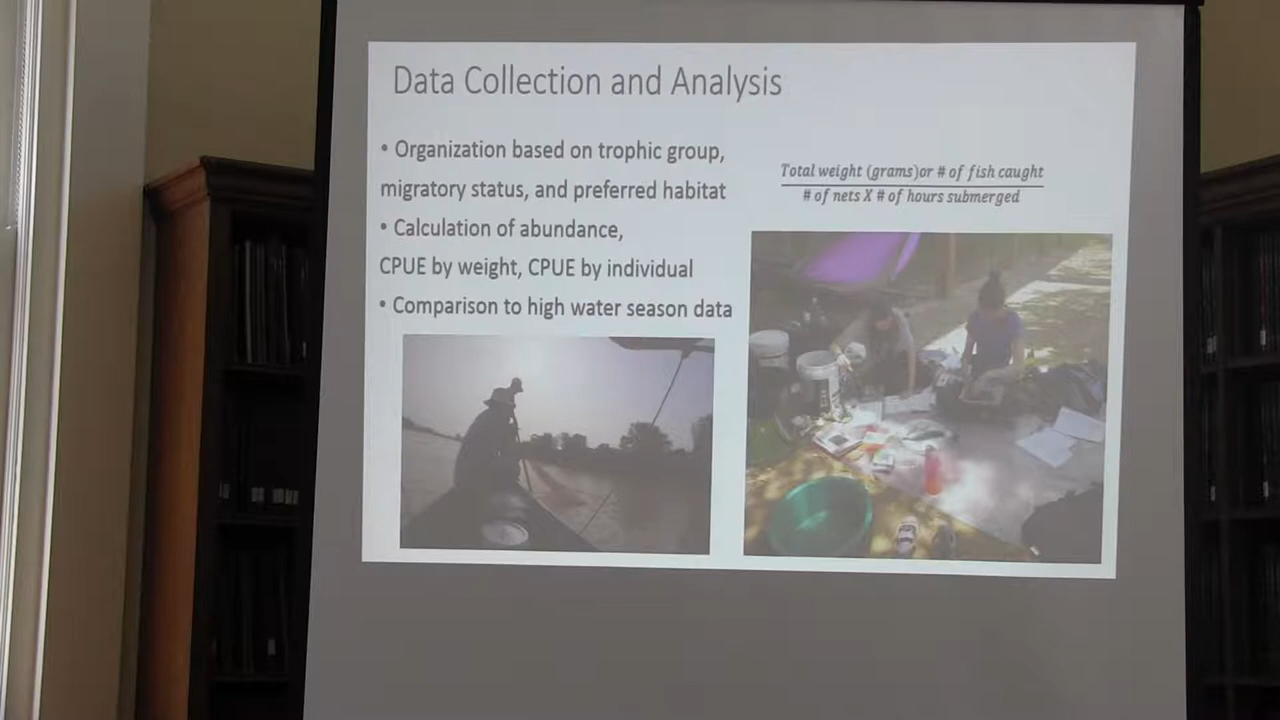 Data Collection and Analysis
• Organization based on trophic group,
migratory status, and preferred habitat
• Calculation of abundance,
CPUE by weight, CPUE by individual
• Comparison to high water season data
Total weight (grams)or # of fish caught
# of nets X # of hours submerged